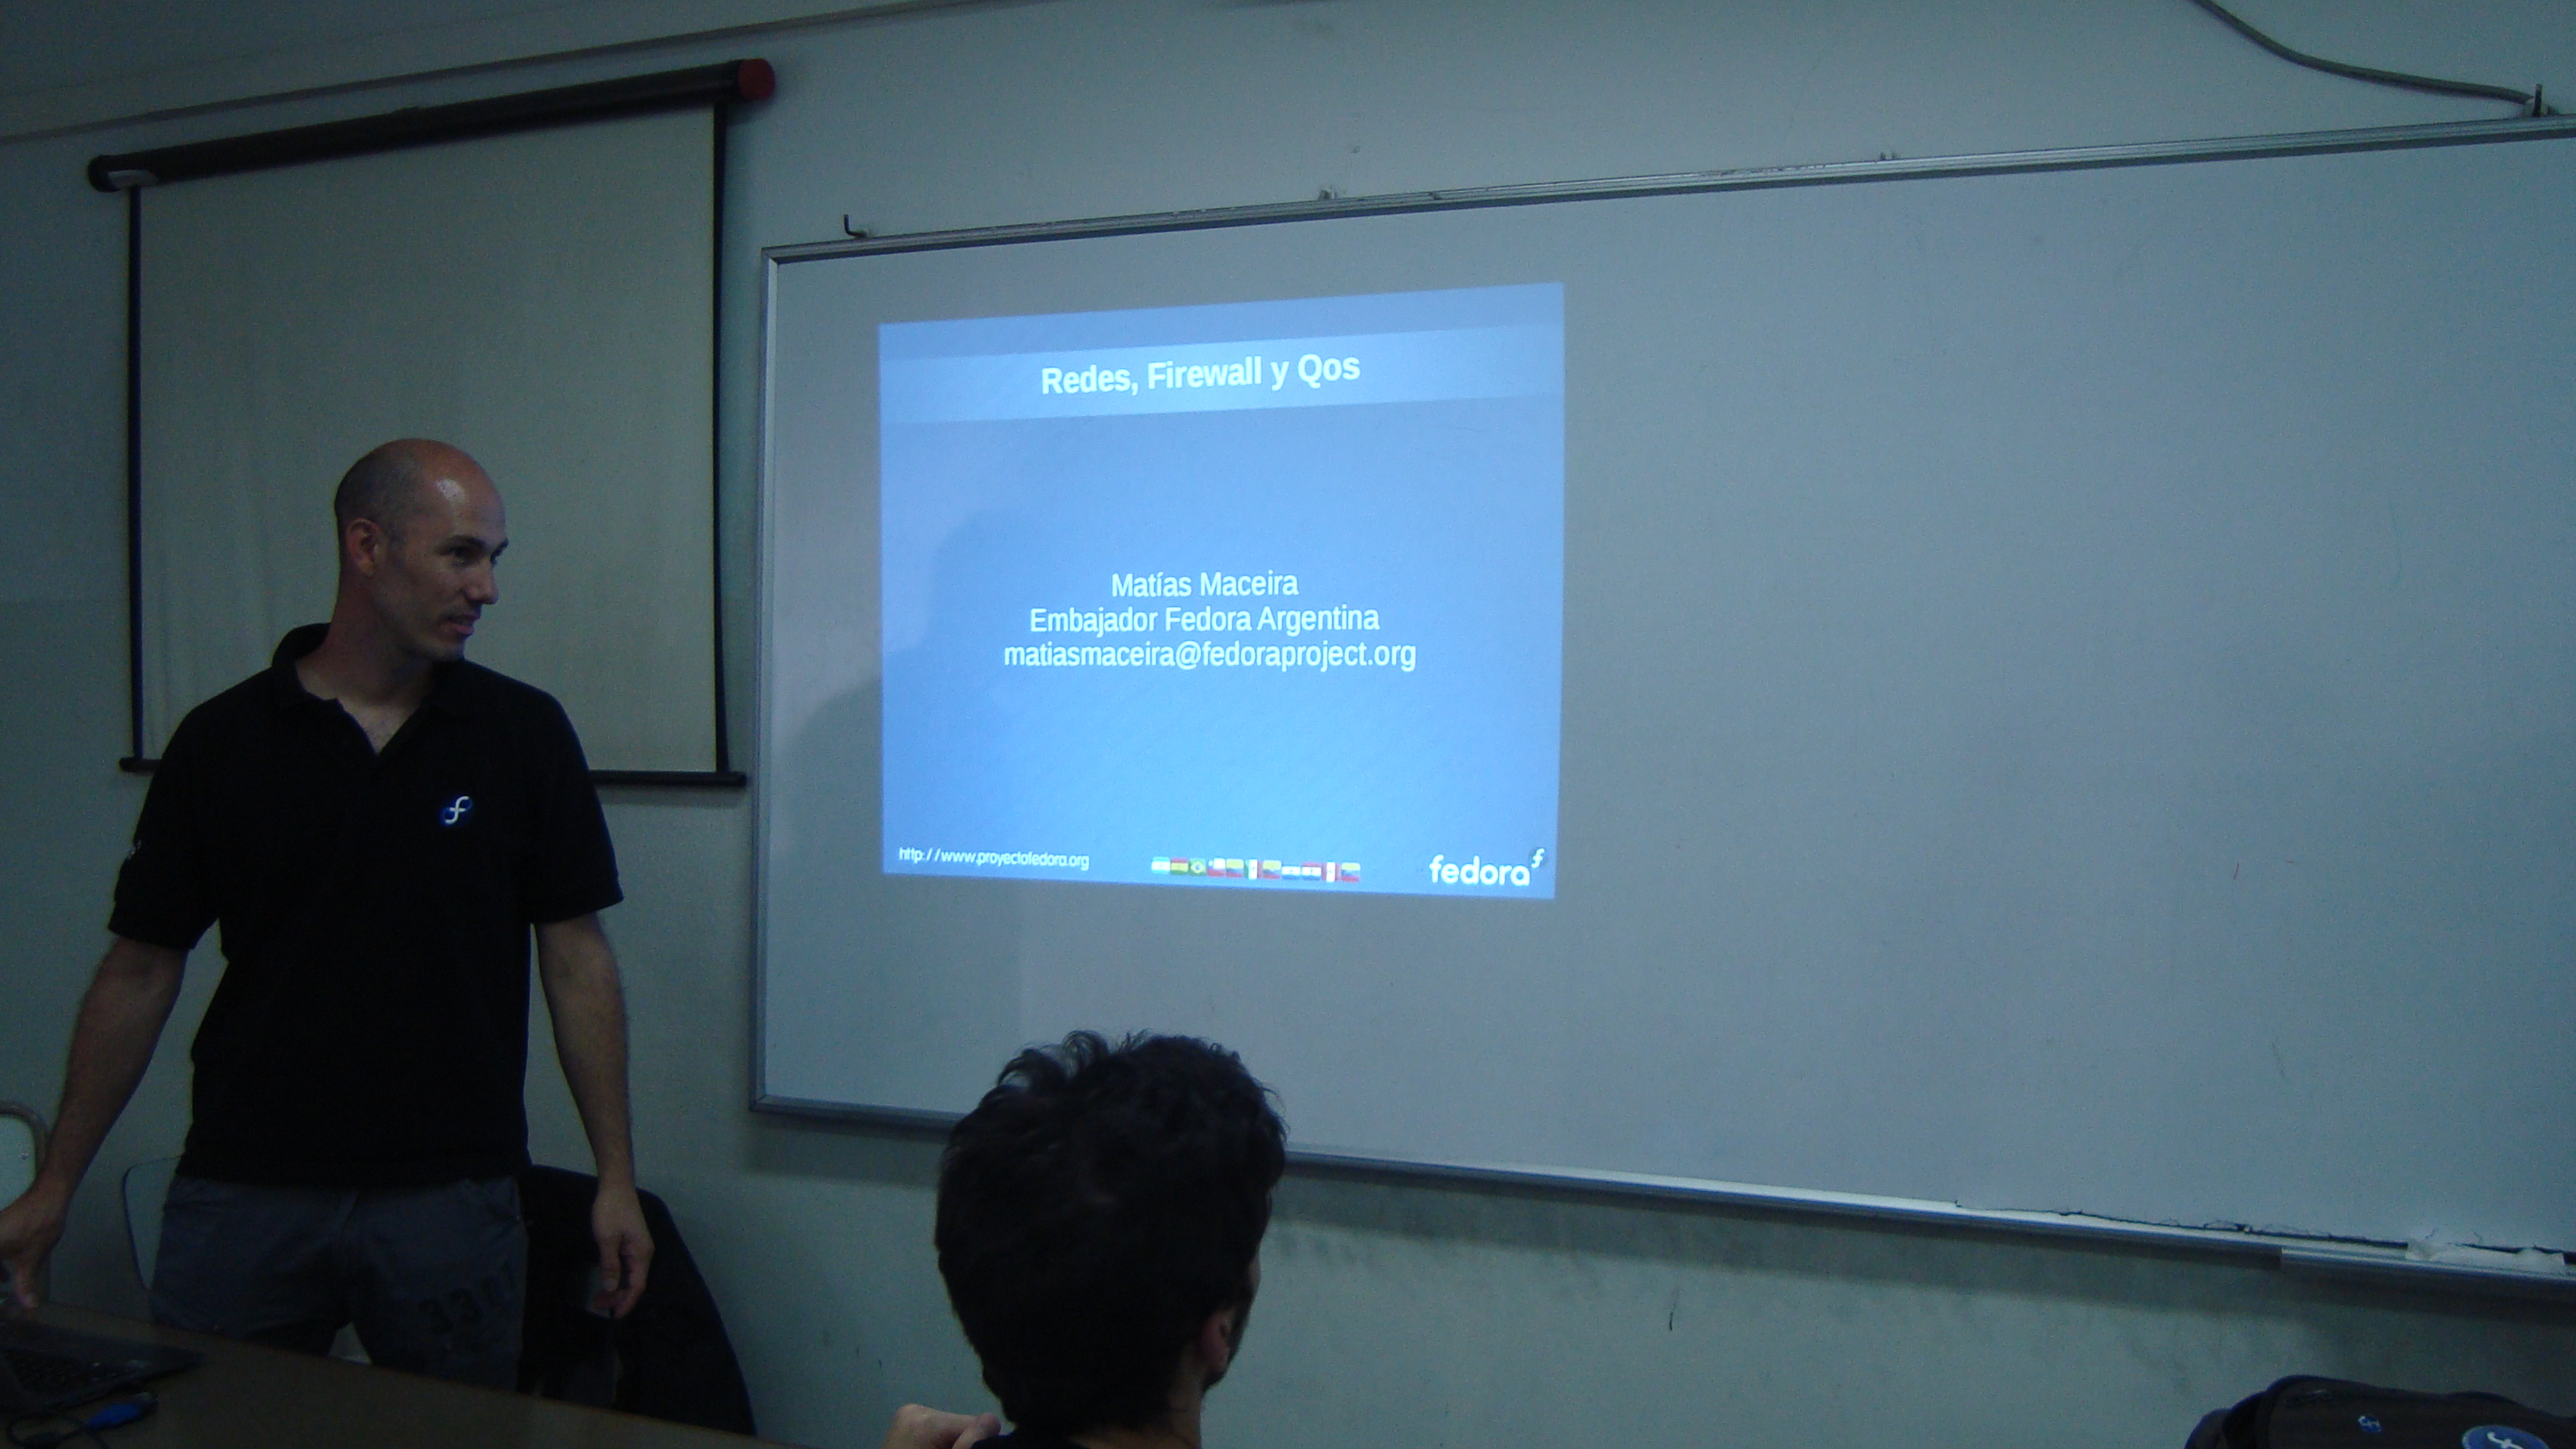 Redes, Firewall y Qos
Matías Maceira
Embajador Fedora Argentina
matiasmaceira@fedoraproject.org
http://www.proyectofedora.org
fedora